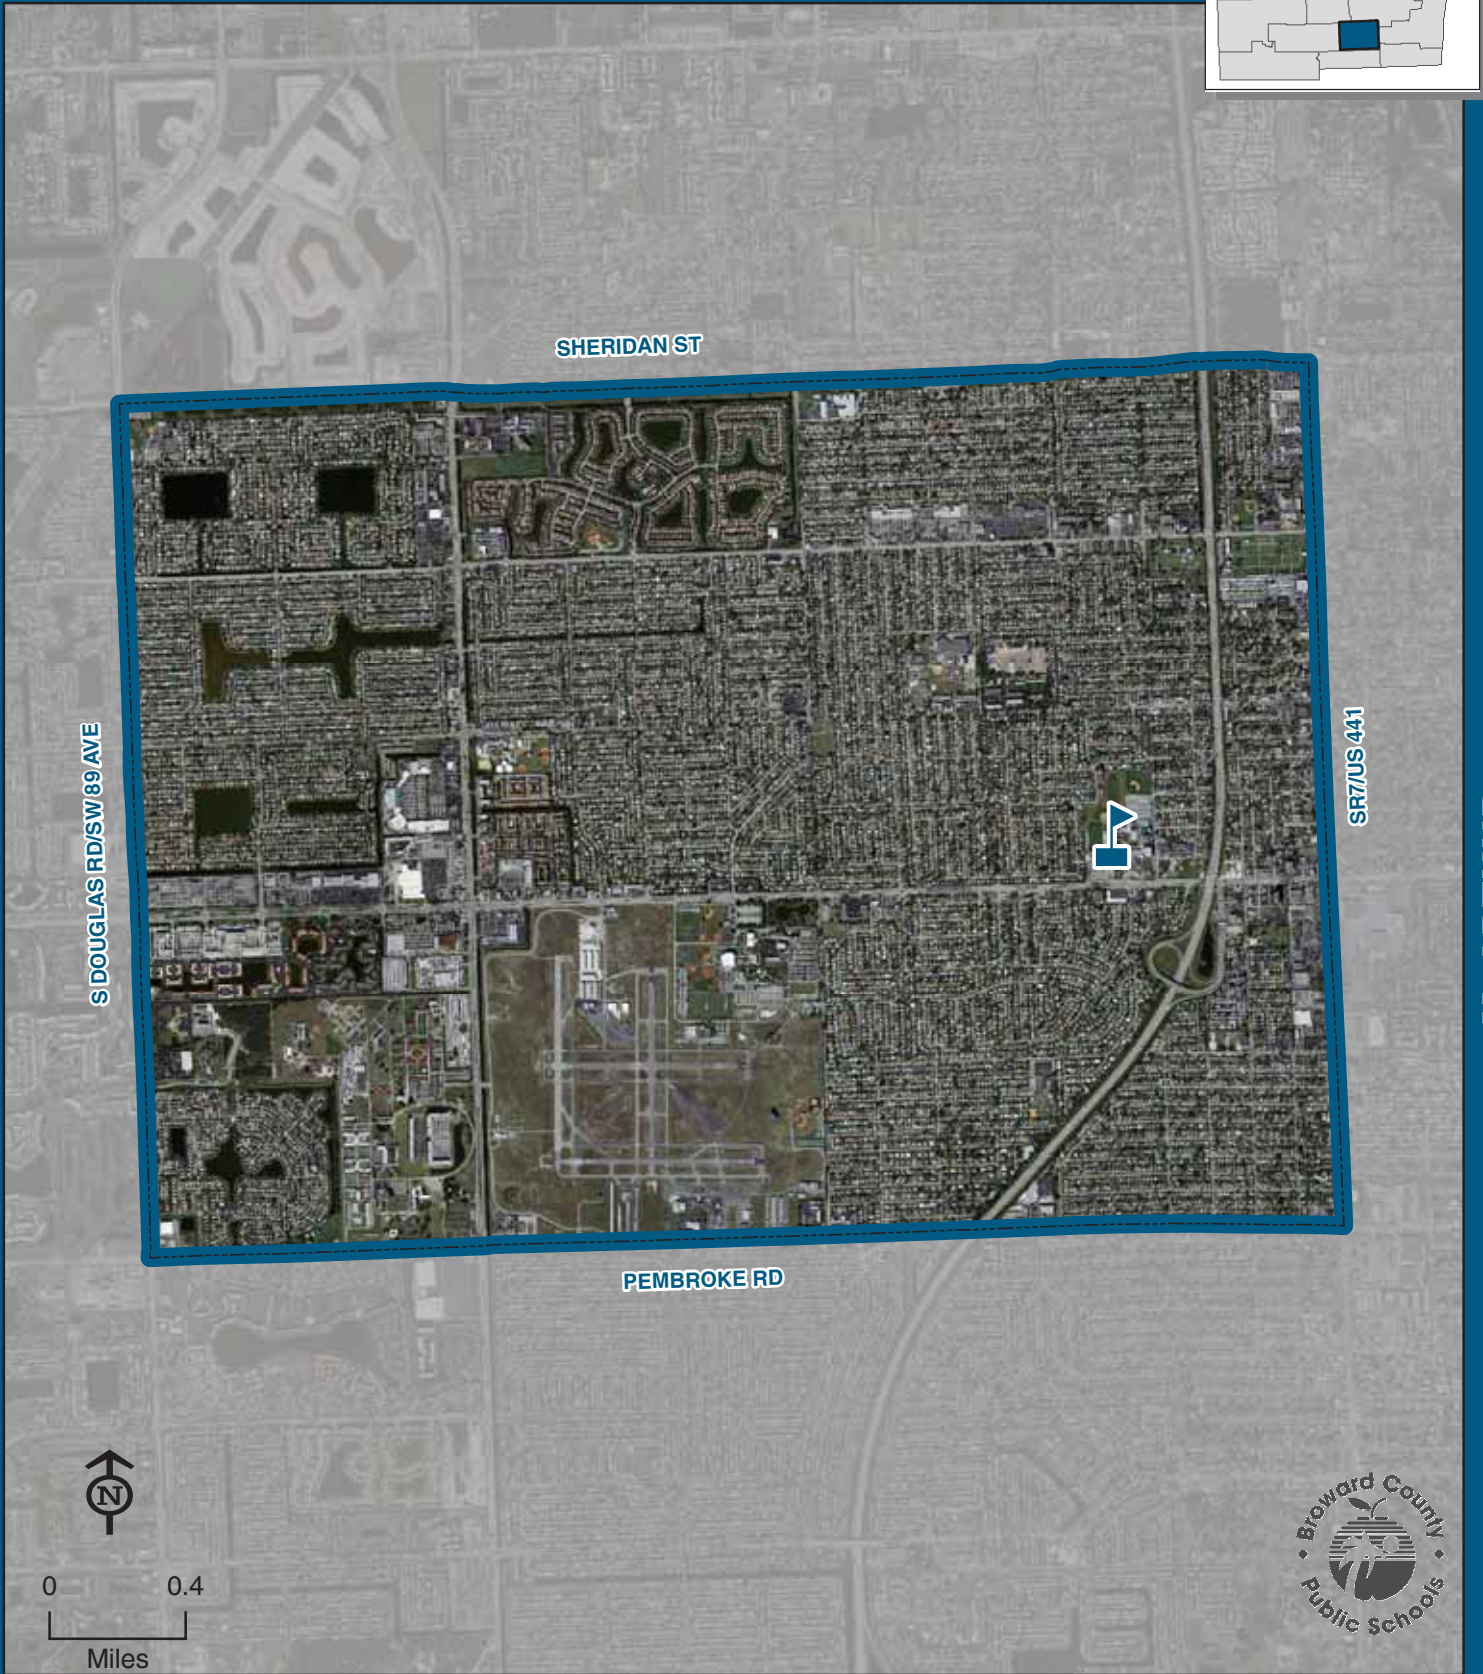 SHERIDAN ST
S DOUGLAS RD/SW 89 AVE
SR7/US 441
PEMBROKE RD
N
0 0.4
Miles
Broward County
Public Schools